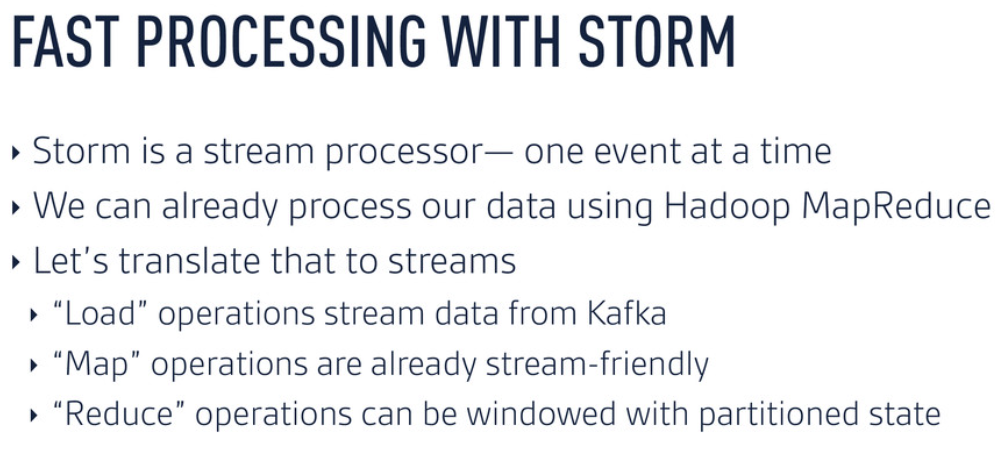 FAST PROCESSING WITH STORM
‣ Storm is a stream processor— one event at a time
‣ We can already process our data using Hadoop MapReduce
‣ Let’s translate that to streams
‣ “Load” operations stream data from Kafka
‣ “Map” operations are already stream-friendly
‣ “Reduce” operations can be windowed with partitioned state